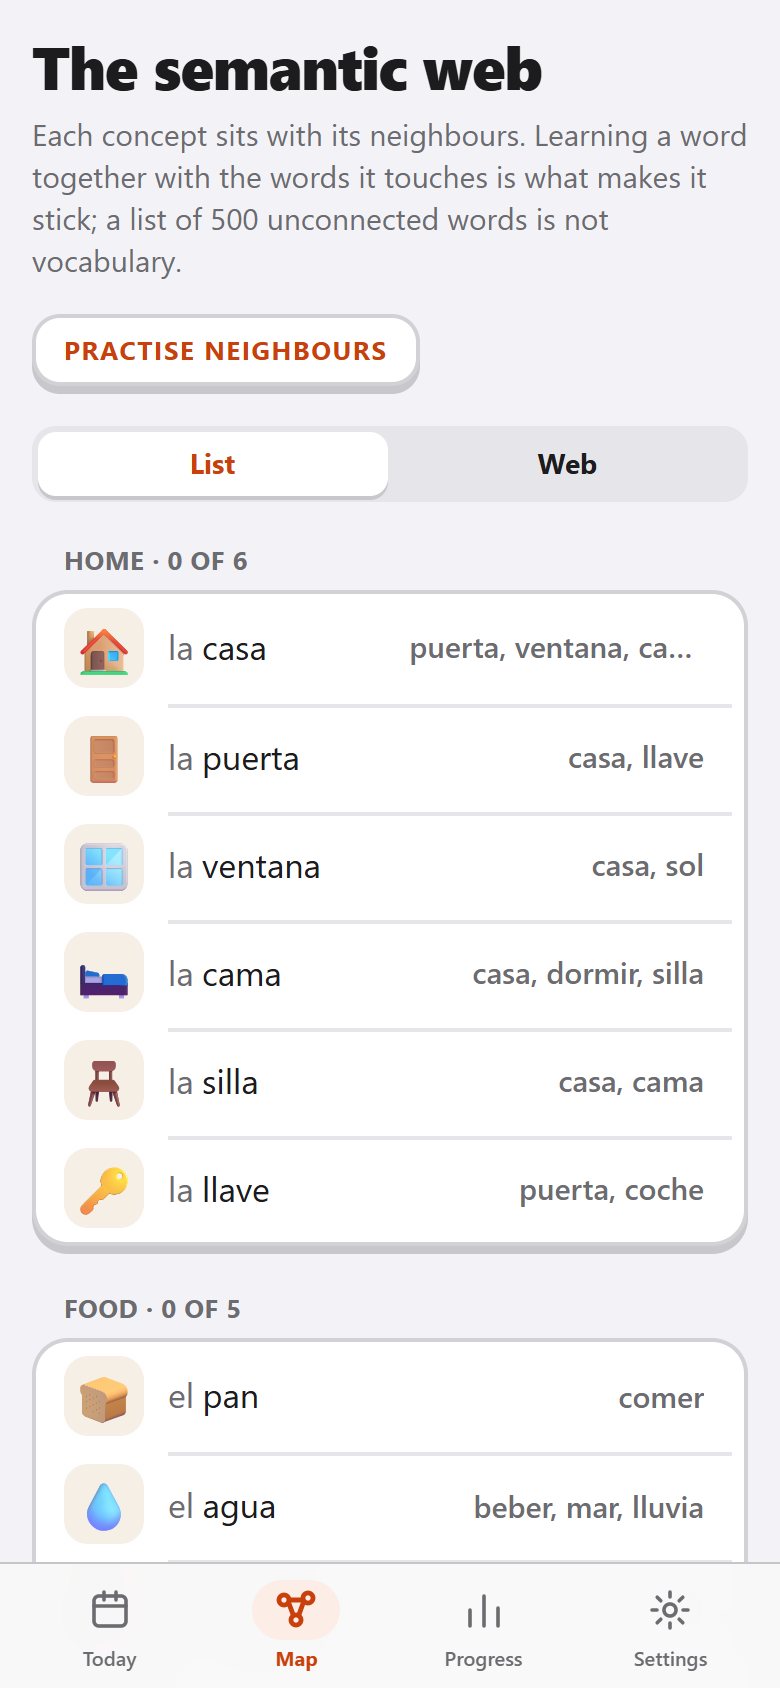 The semantic web
Each concept sits with its neighbours. Learning a word
together with the words it touches is what makes it
stick; a list of 500 unconnected words is not
vocabulary.
PRACTISE NEIGHBOURS
List
Web
HOME · 0 OF 6
la casa
puerta, ventana, ca...
la puerta
casa, llave
la ventana
casa, sol
la cama
casa, dormir, silla
la silla
casa, cama
la llave
puerta, coche
FOOD · 0 OF 5
el pan
comer
el agua
beber, mar, lluvia
Today
Map
Progress
Settings